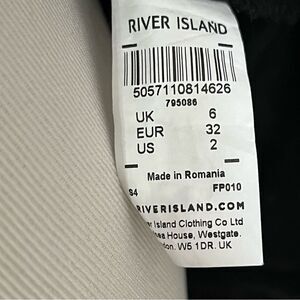 RIVER ISLAND
5057110814626
795086
UK 6
EUR 32
US 2
Made in Romania
S4 FP010
RIVERISLAND.COM
Island Clothing Co Ltd
House, Westgate.
W5 1DR. UK